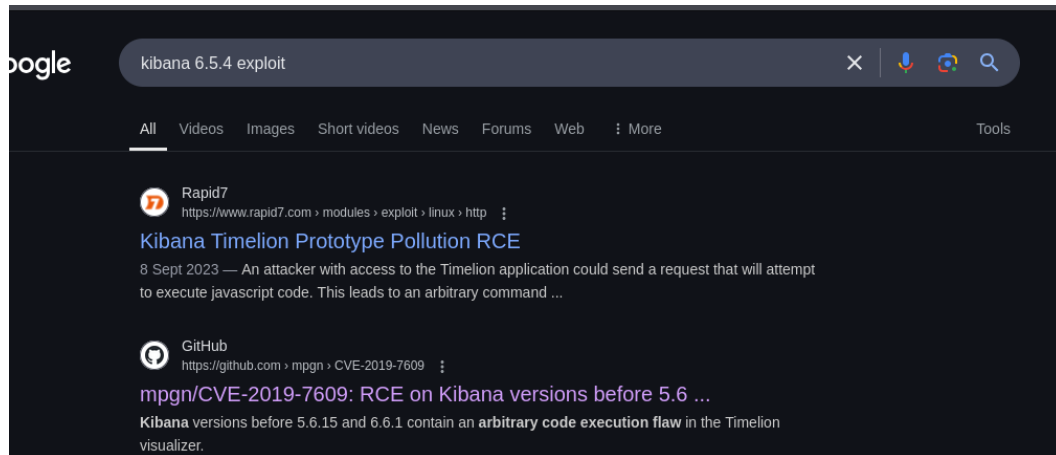 oogle
kibana 6.5.4 exploit
All Videos Images Short videos News Forums Web More Tools
Rapid7
https://www.rapid7.com › modules › exploit › linux › http
Kibana Timelion Prototype Pollution RCE
8 Sept 2023 — An attacker with access to the Timelion application could send a request that will attempt
to execute javascript code. This leads to an arbitrary command ...
GitHub
https://github.com › mpgn › CVE-2019-7609
mpgn/CVE-2019-7609: RCE on Kibana versions before 5.6 ...
Kibana versions before 5.6.15 and 6.6.1 contain an arbitrary code execution flaw in the Timelion
visualizer.